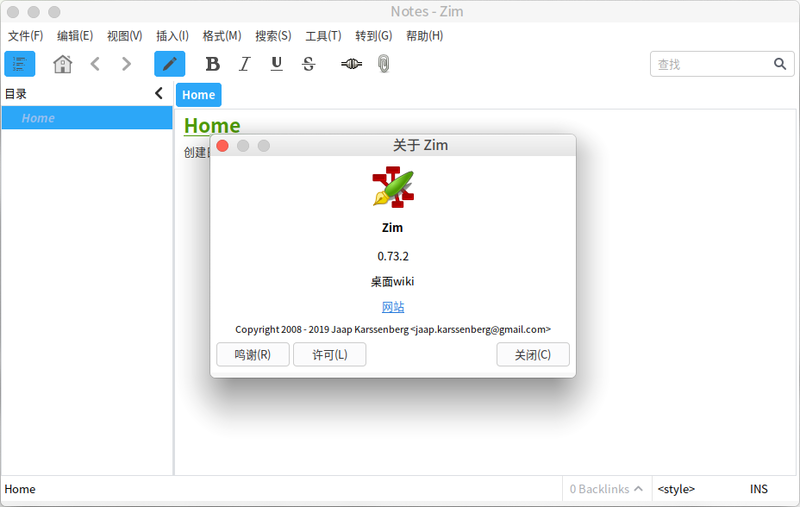 Notes - Zim
文件(F) 编辑(E) 视图(V) 插入(I) 格式(M) 搜索(S) 工具(T) 转到(G) 帮助(H)
B I U S 查找
目录 Home
Home
Home
创建
关于 Zim
Zim
0.73.2
桌面wiki
网站
Copyright 2008 - 2019 Jaap Karssenberg <jaap.karssenberg@gmail.com>
鸣谢(R) 许可(L) 关闭(C)
Home 0 Backlinks <style> INS